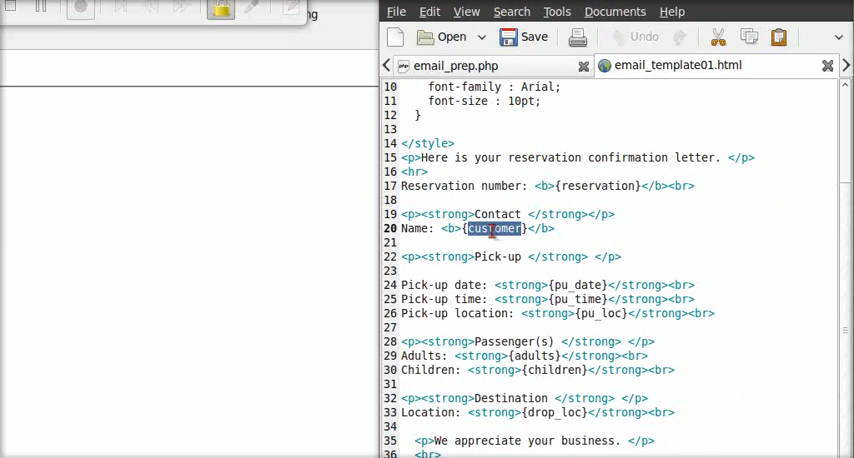 ng
File Edit View Search Tools Documents Help
Open Save Undo
email_prep.php email_template01.html
10 font-family : Arial;
11 font-size : 10pt;
12 }
13
14 </style>
15 <p>Here is your reservation confirmation letter. </p>
16 <hr>
17 Reservation number: <b>{reservation}</b><br>
18
19 <p><strong>Contact </strong></p>
20 Name: <b>{customer}</b>
21
22 <p><strong>Pick-up </strong> </p>
23
24 Pick-up date: <strong>{pu_date}</strong><br>
25 Pick-up time: <strong>{pu_time}</strong><br>
26 Pick-up location: <strong>{pu_loc}</strong><br>
27
28 <p><strong>Passenger(s) </strong> </p>
29 Adults: <strong>{adults}</strong><br>
30 Children: <strong>{children}</strong><br>
31
32 <p><strong>Destination </strong> </p>
33 Location: <strong>{drop_loc}</strong><br>
34
35 <p>We appreciate your business. </p>
36 <br>